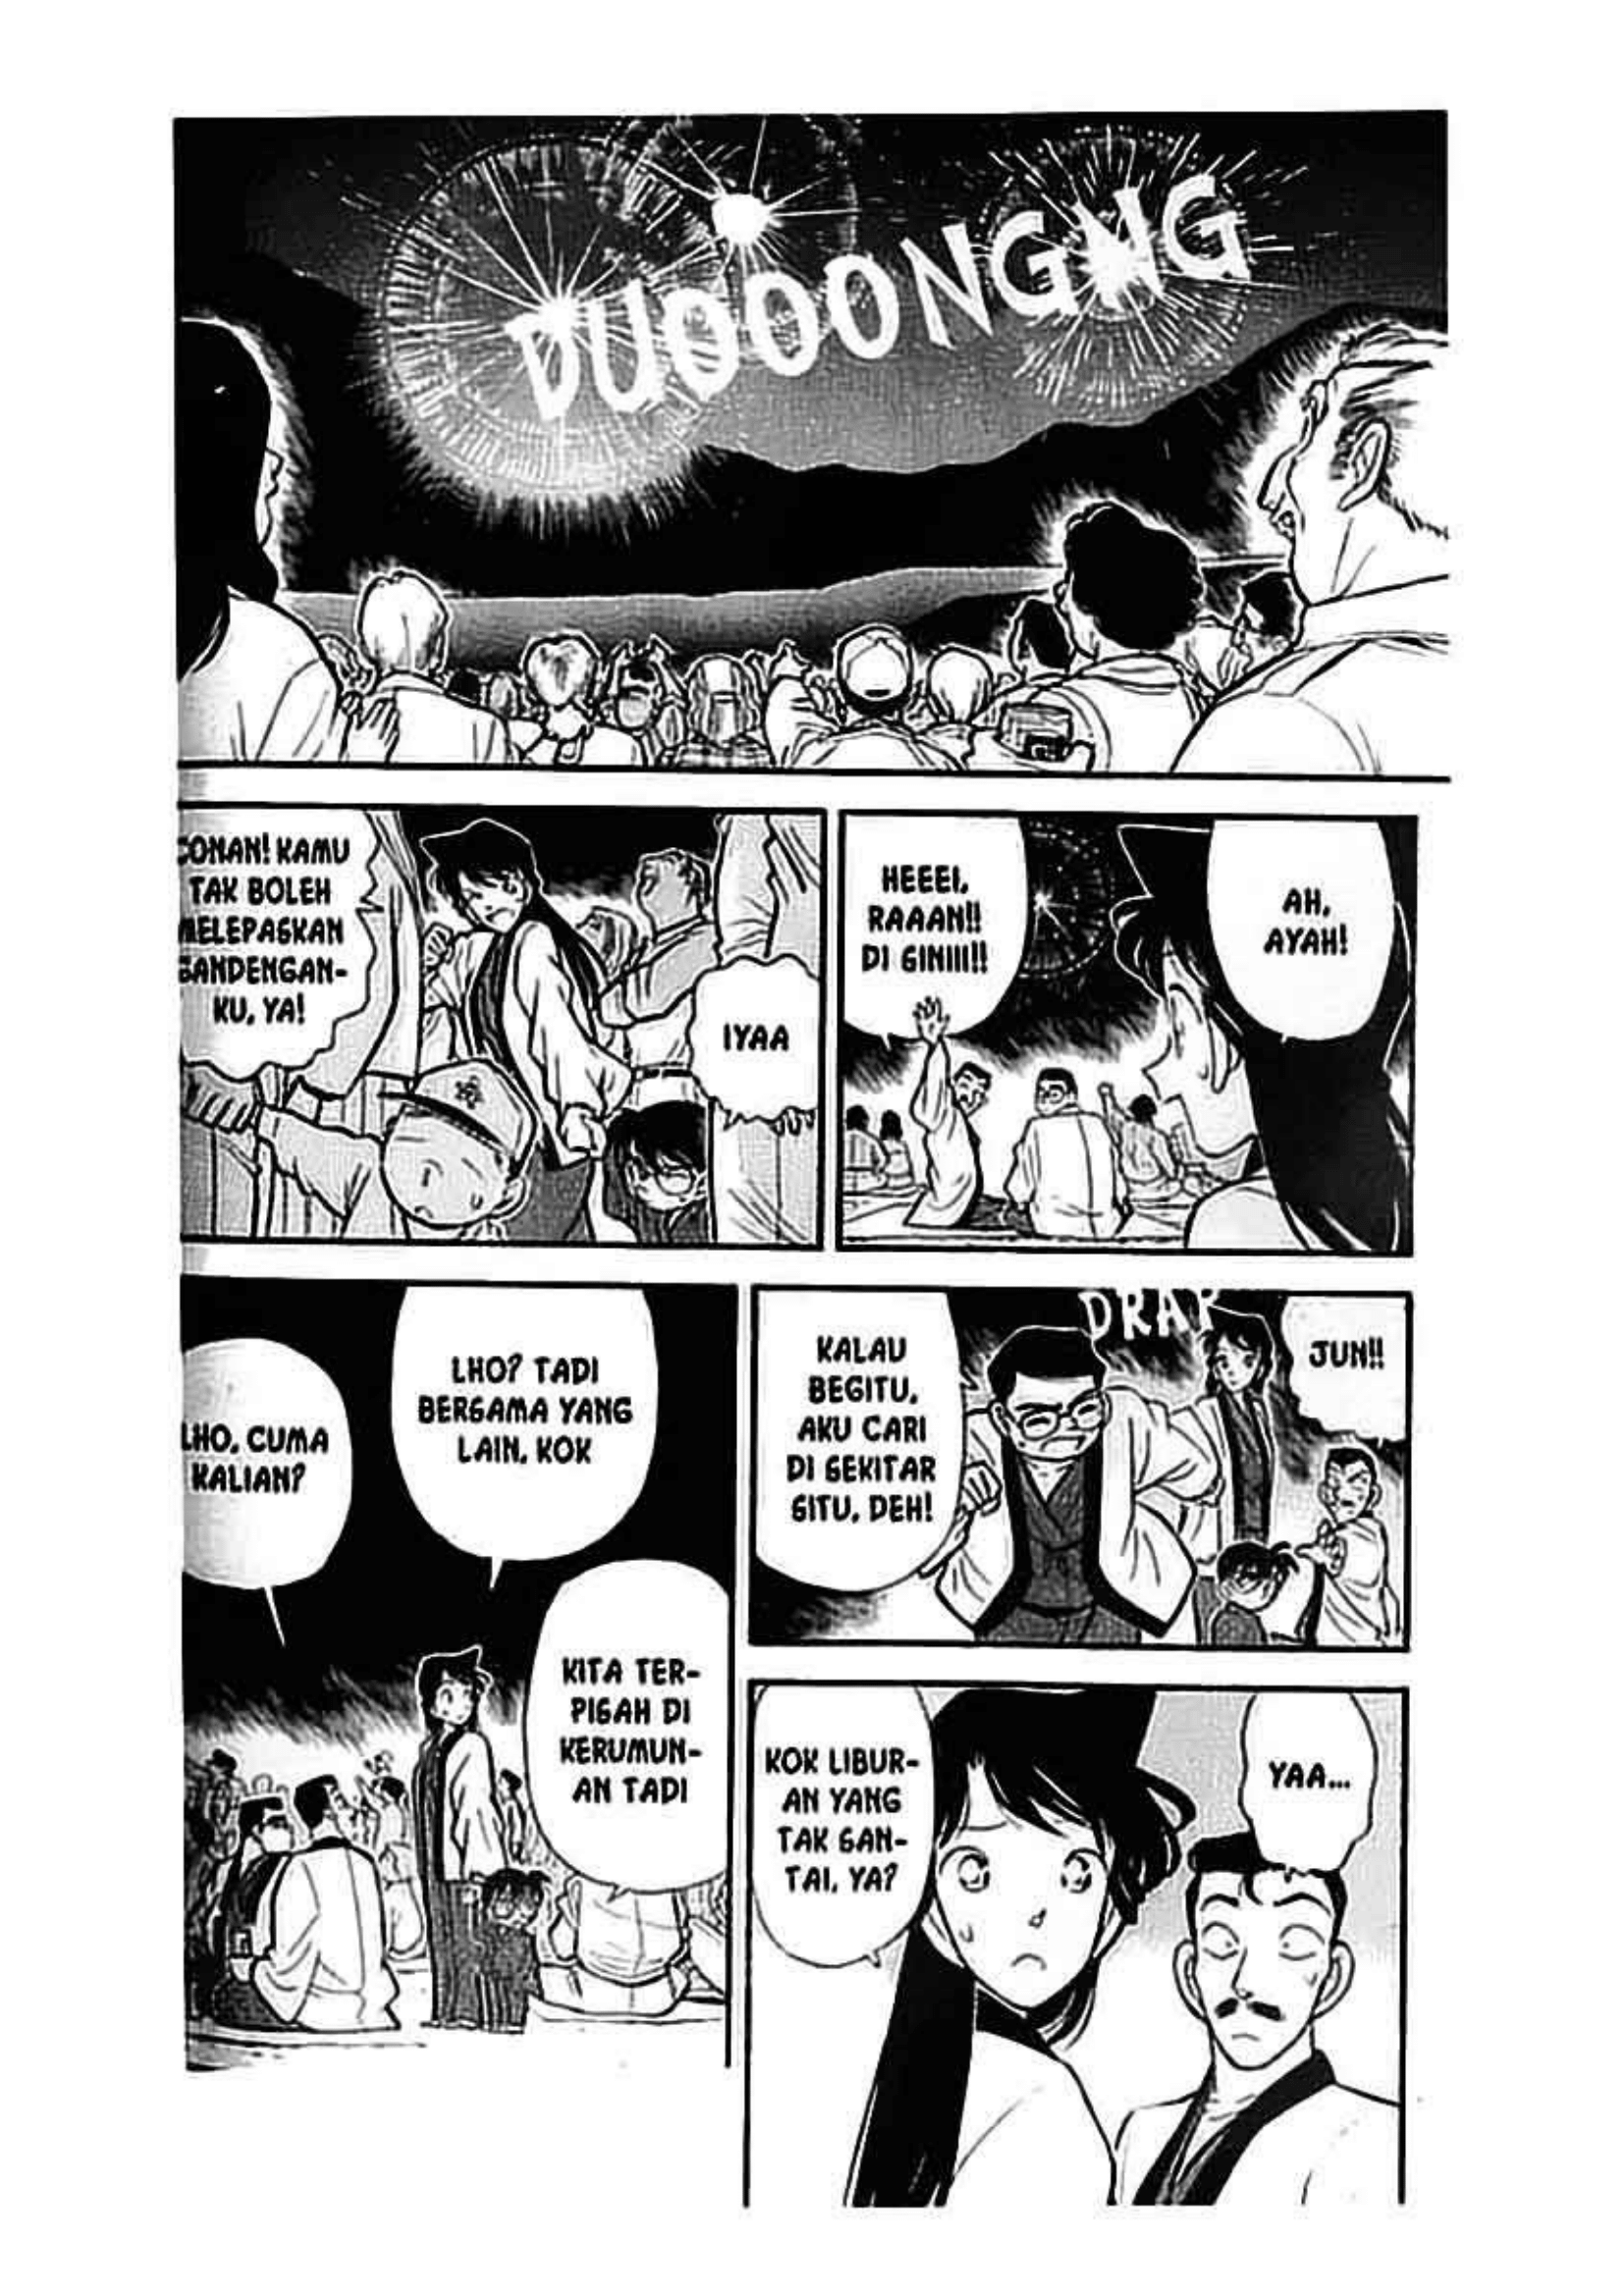 DUOOONGNG
CONAN! KAMU
TAK BOLEH
MELEPASKAN
GANDENGAN-
KU, YA!
IYAA
HEEEI,
RAAAN!!
DI SINIII!!
AH,
AYAH!
LHO, CUMA
KALIAN?
LHO? TADI
BERSAMA YANG
LAIN, KOK
KITA TER-
PISAH DI
KERUMUN-
AN TADI
KALAU
BEGITU,
AKU CARI
DI SEKITAR
SITU, DEH!
DRAP
JUN!!
KOK LIBUR-
AN YANG
TAK SAN-
TAI, YA?
YAA...